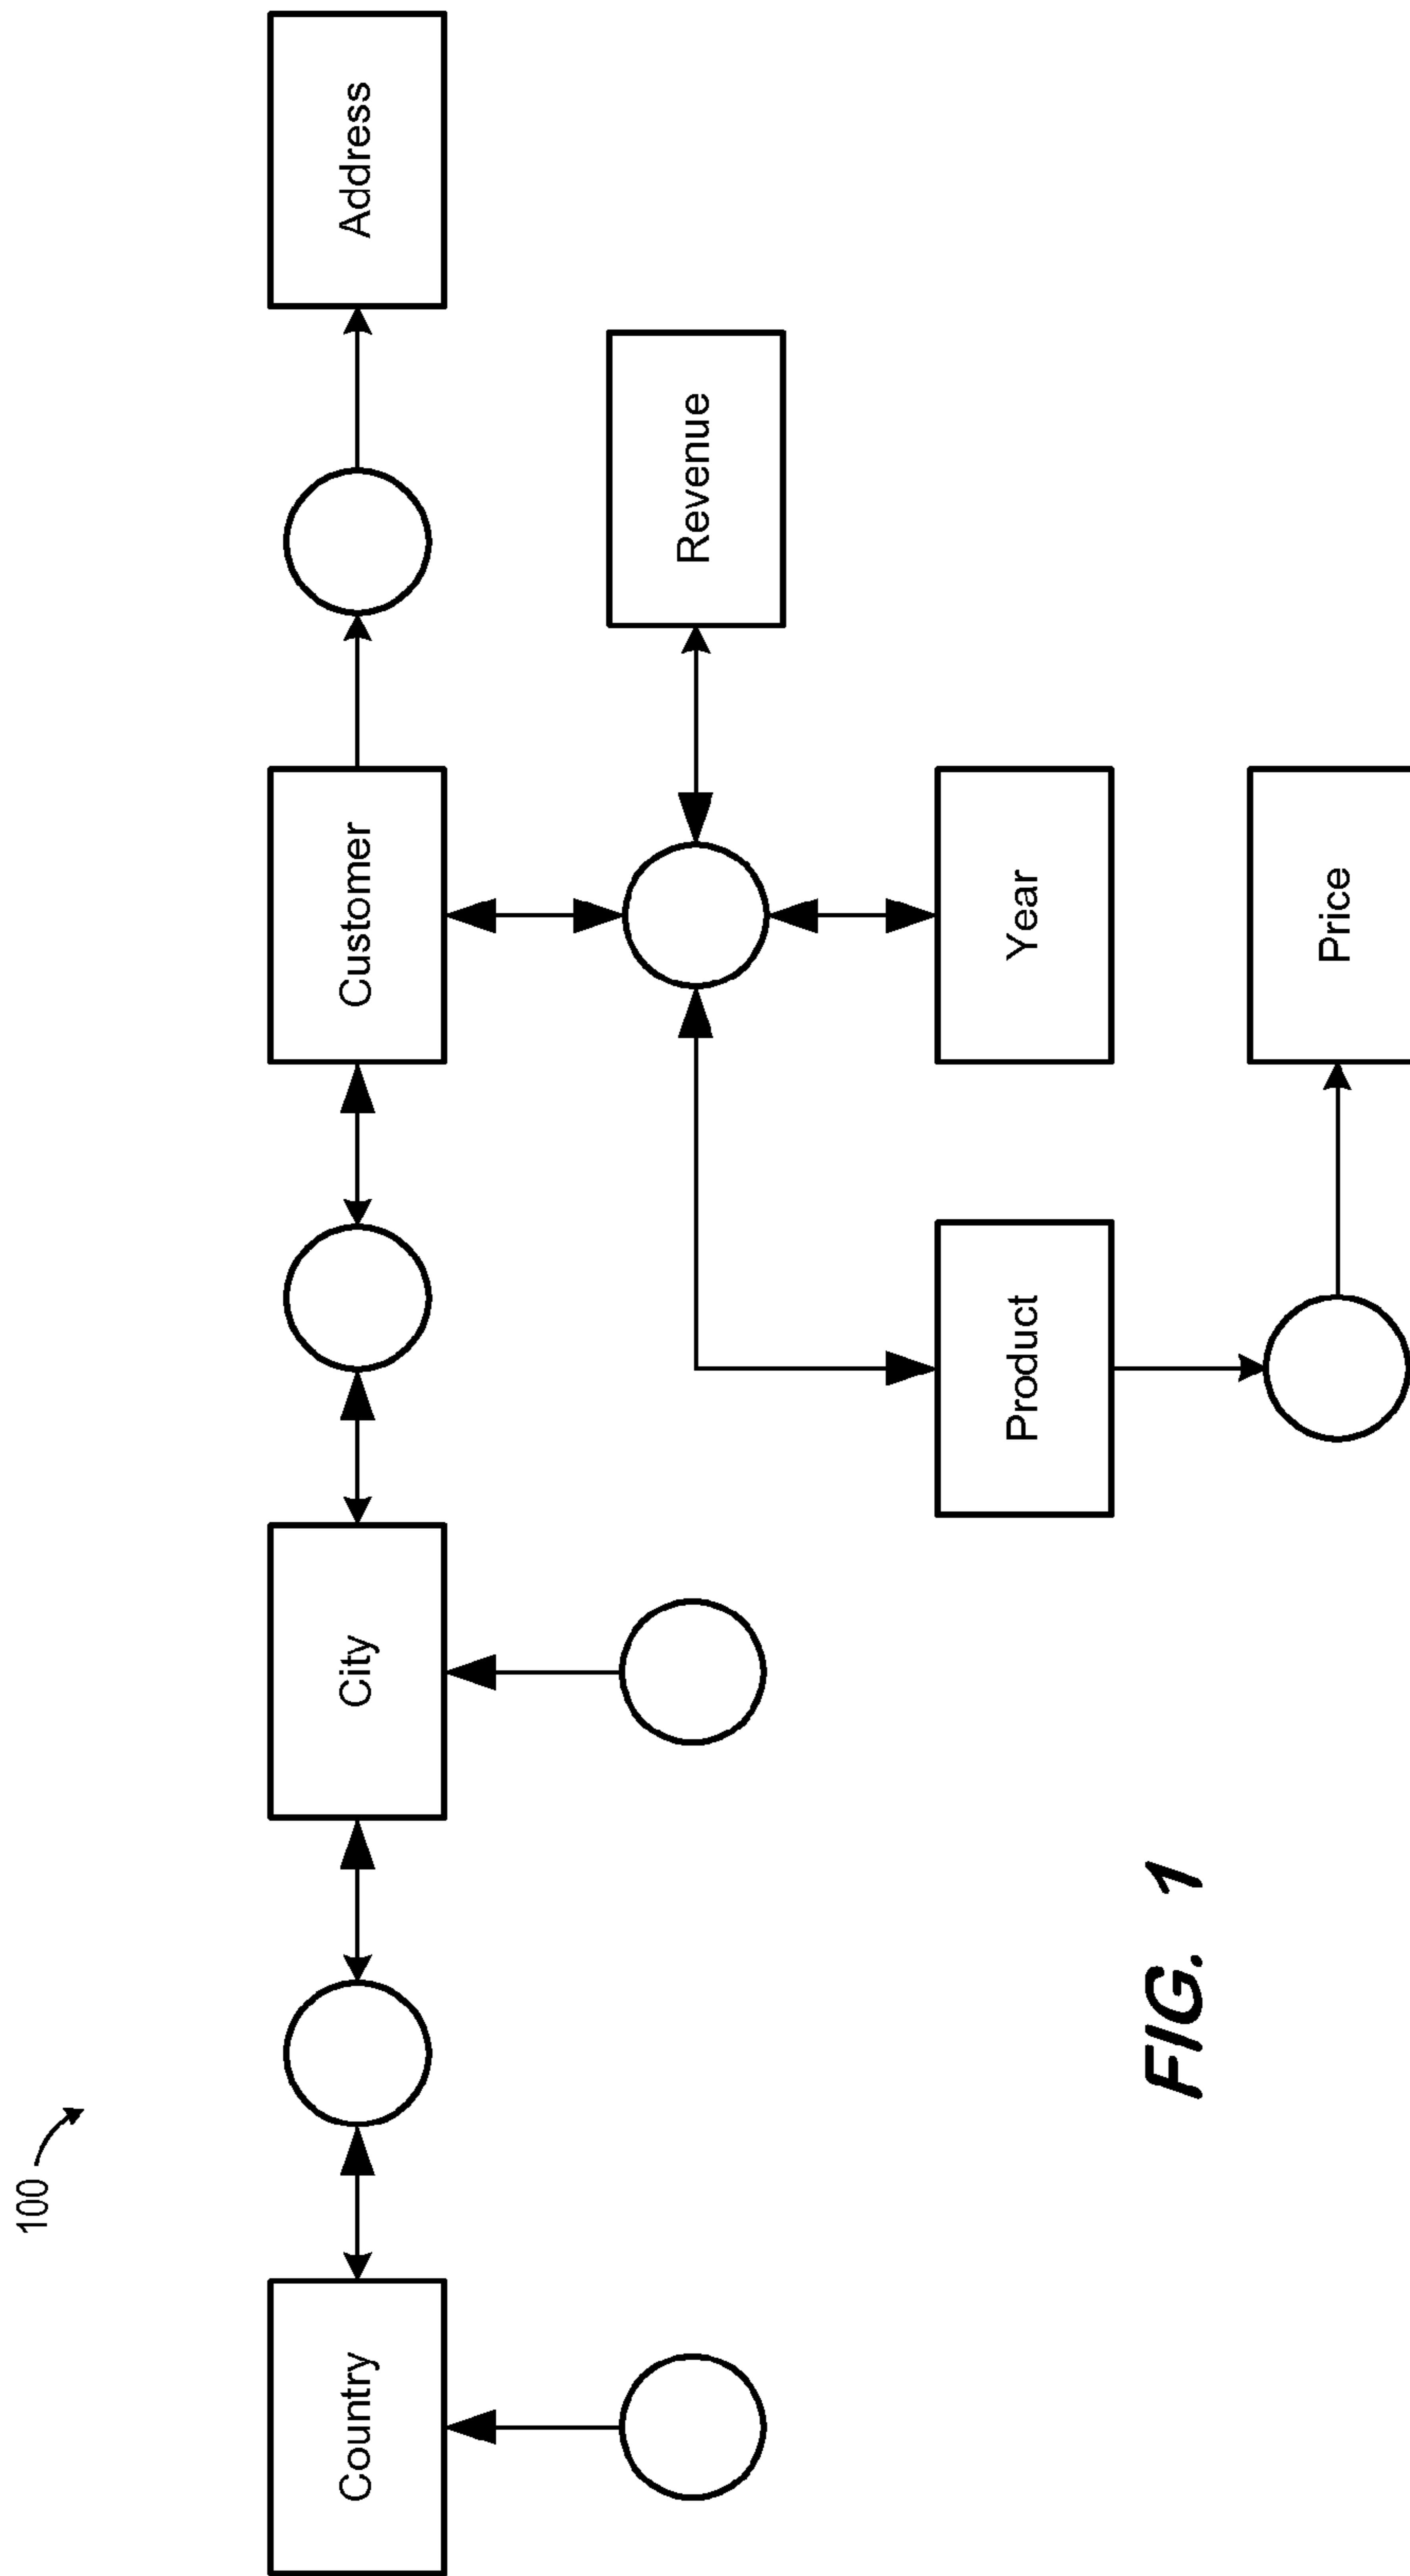 100
Country
City
Customer
Address
Revenue
Product
Year
Price
FIG. 1